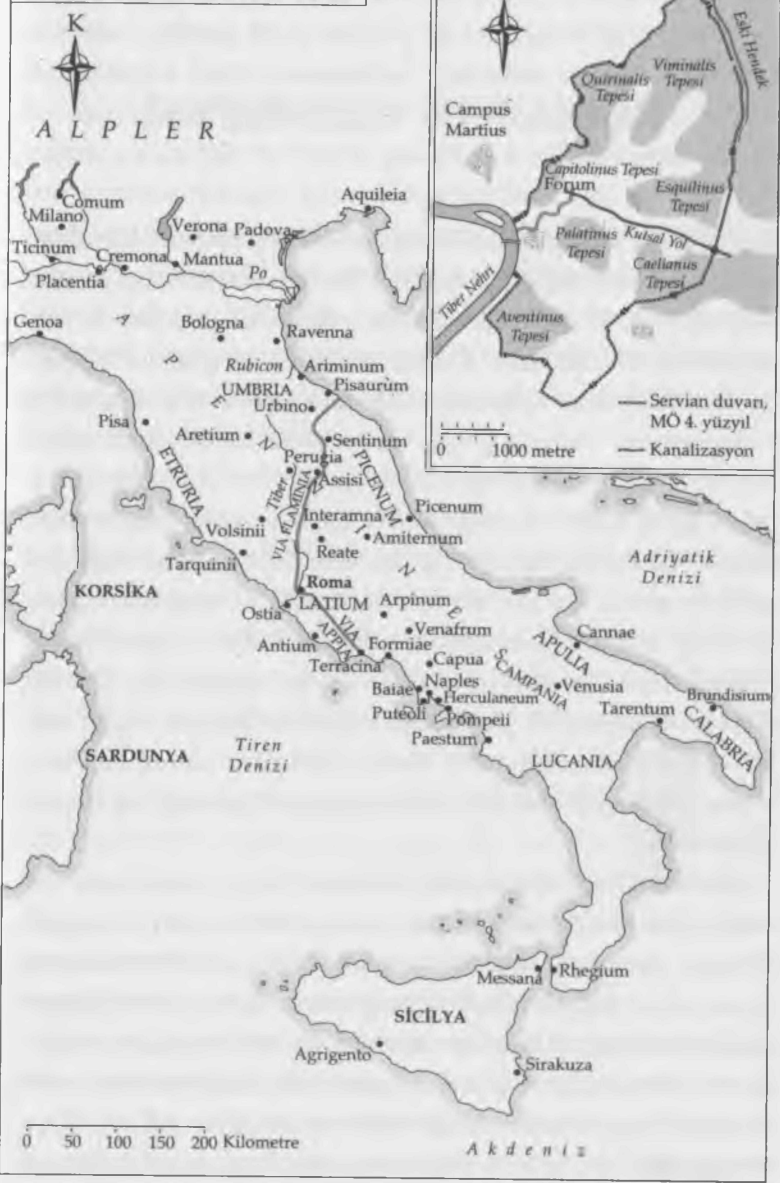 K
ALPLER
Comum
Milano
Ticinum
Cremona
Placentia
Verona
Padova
Mantua
Aquileia
Po
Genoa
Bologna
Ravenna
Rubicon
Ariminum
UMBRIA
Pisaurum
Urbino
Pisa
Aretium
Sentinum
Perugia
Assisi
ETRURIA
Tiber
VIA FLAMINIA
PICENUM
APENNINES
Picenum
Interamna
Volsinii
Reate
Amiternum
Tarquinii
KORSİKA
Roma
Ostia
LATIUM
Arpinum
VIA APPIA
Venafrum
Antium
Formiae
Terracina
Capua
CAMPANIA
APULIA
Cannae
Adriyatik
Denizi
Baiae
Naples
Herculaneum
Puteoli
Pompeii
Venusia
Brundisium
Tarentum
CALABRIA
Paestum
LUCANIA
SARDUNYA
Tiren
Denizi
Messana
Rhegium
SİCİLYA
Agrigento
Sirakuza
0 50 100 150 200 Kilometre
Akdeniz
Eski Hendek
Viminalis
Tepesi
Quirinalis
Tepesi
Campus
Martius
Capitolinus Tepesi
Forum
Esquilinus
Tepesi
Palatinus
Tepesi
Kutsal Yol
Caelianus
Tepesi
Tiber Nehri
Aventinus
Tepesi
Servian duvarı,
MÖ 4. yüzyıl
Kanalizasyon
0 1000 metre